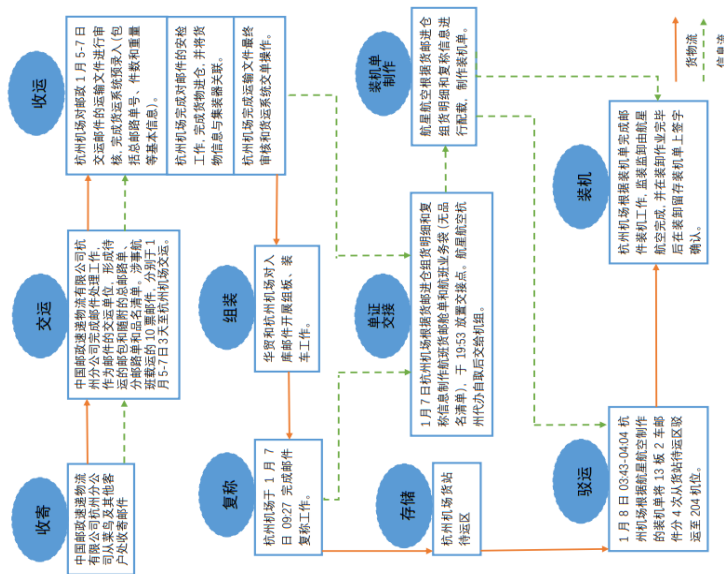 收寄
中国邮政速递物流
有限公司杭州分公
司从菜鸟及其他客
户处收寄邮件
交运
中国邮政速递物流有限公司杭
州分公司完成邮件处理工作,
作为邮件的交运单位, 形成待
运的邮包和随附的总邮路单、
分邮路单和品名清单。涉事航
班载运的 10 票邮件, 分别于 1
月 5-7 日 3 天至杭州机场交运。
收运
杭州机场对邮政 1 月 5-7 日
交运邮件的运输文件进行审
核, 完成货运系统预录入 (包
括总邮路单号、件数和重量
等基本信息)。
杭州机场完成对邮件的安检
工作, 完成货物进仓, 并将货
物信息与集装器关联。
杭州机场完成运输文件最终
审核和货运系统交单操作。
复称
杭州机场于 1 月 7
日 09:27 完成邮件
复称工作。
组装
华贸和杭州机场对入
库邮件开展组板、装
车工作。
存储
杭州机场货站
待运区
单证
交接
1 月 7 日杭州机场根据货邮进仓组货明细和复
称信息制作航班货邮舱单和航班业务袋 (无品
名清单), 于 19:53 放置交接点。航星航空杭
州代办自取后交给机组。
装机单
制作
航星航空根据货邮进仓
组货明细和复称信息进
行配载, 制作装机单。
驳运
1 月 8 日 03:43-04:04 杭
州机场根据航星航空制作
的装机单将 13 板 2 车邮
件分 4 次从货站待运区驳
运至 204 机位。
装机
杭州机场根据装机单完成邮
件装机工作, 监装监卸由航星
航空完成, 并在装卸作业完毕
后在装卸留存装机单上签字
确认。
货物流
信息流